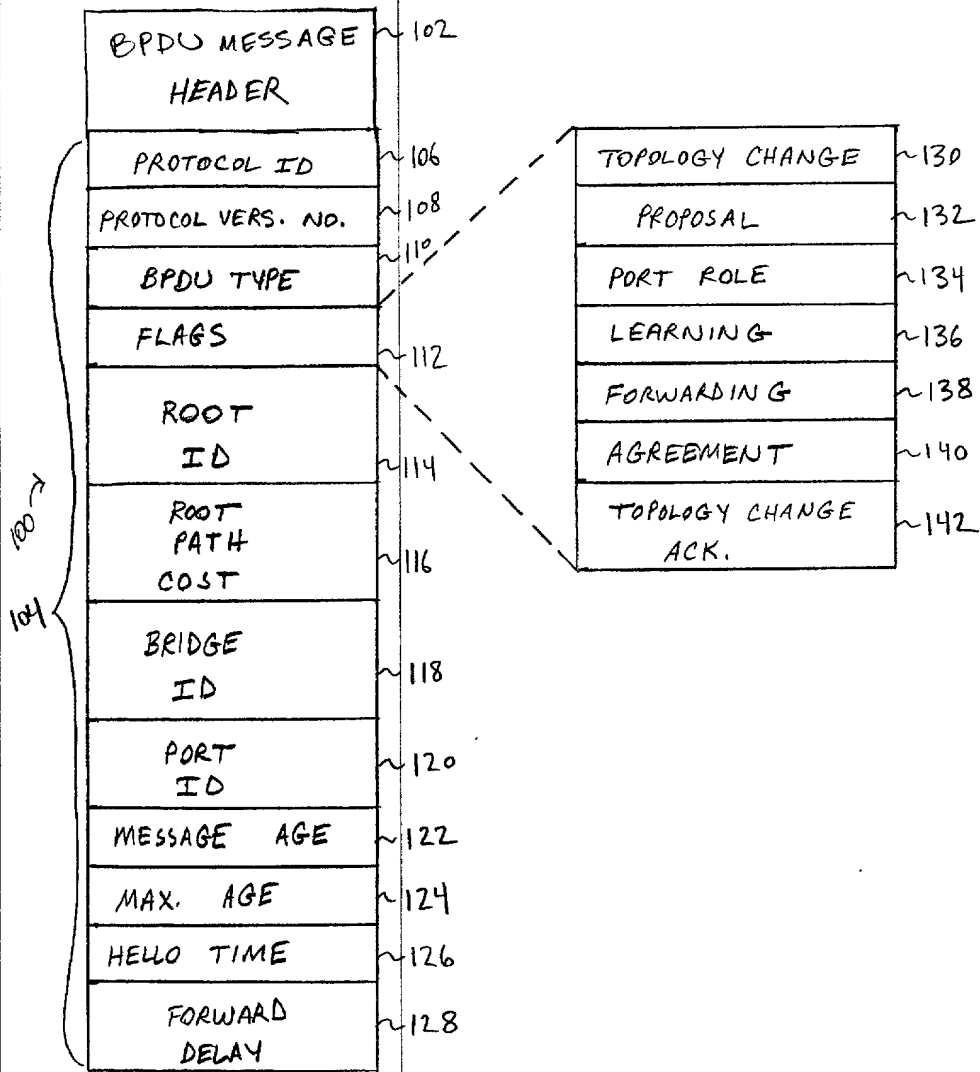 BPDU MESSAGE
HEADER
102
PROTOCOL ID
106
PROTOCOL VERS. NO.
108
BPDU TYPE
110
FLAGS
112
ROOT
ID
114
ROOT
PATH
COST
116
BRIDGE
ID
118
PORT
ID
120
MESSAGE AGE
122
MAX. AGE
124
HELLO TIME
126
FORWARD
DELAY
128
100
104
TOPOLOGY CHANGE
130
PROPOSAL
132
PORT ROLE
134
LEARNING
136
FORWARDING
138
AGREEMENT
140
TOPOLOGY CHANGE
ACK.
142